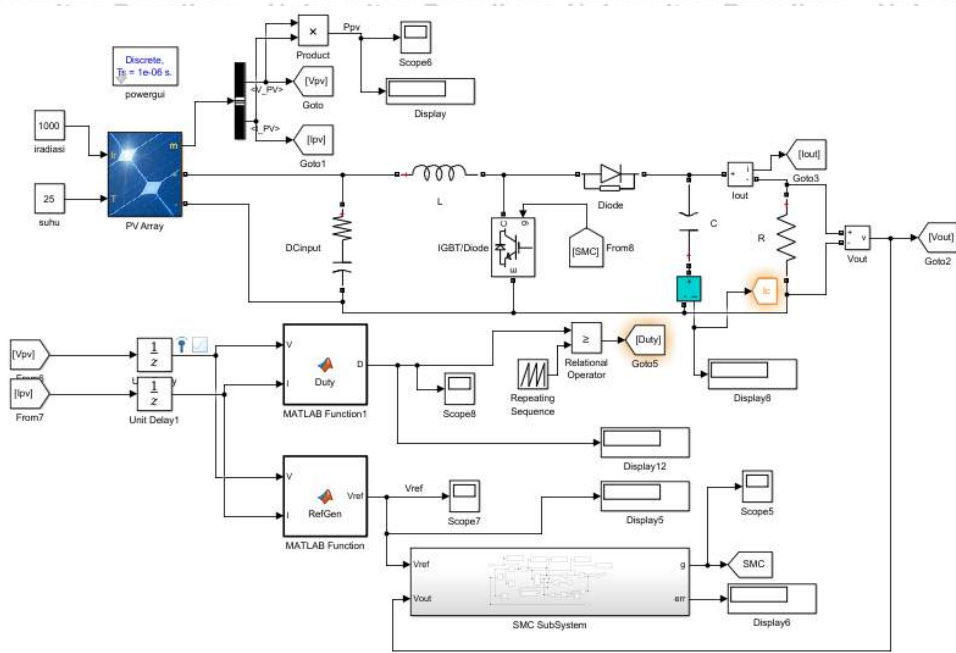 Discrete,
Ts = 1e-06 s.
powergui
1000
iradiasi
25
suhu
Ir
T
m
+
-
PV Array
<V_PV>
<I_PV>
×
Product
Ppv
Scope6
Display
[Vpv]
Goto
[Ipv]
Goto1
DCinput
L
IGBT/Diode
g
C
E
[SMC]
From8
Diode
C
+
i
-
Iout
[Iout]
Goto3
R
+
-
v
Vout
[Vout]
Goto2
Ic
Display8
[Vpv]
[Ipv]
From7
1
z
1
z
Unit Delay1
V
I
Duty
D
MATLAB Function1
Scope8
Repeating
Sequence
≥
Relational
Operator
[Duty]
Goto5
Display12
V
I
RefGen
Vref
MATLAB Function
Vref
Scope7
Display5
Scope5
Vref
Vout
g
err
SMC SubSystem
SMC
Display6